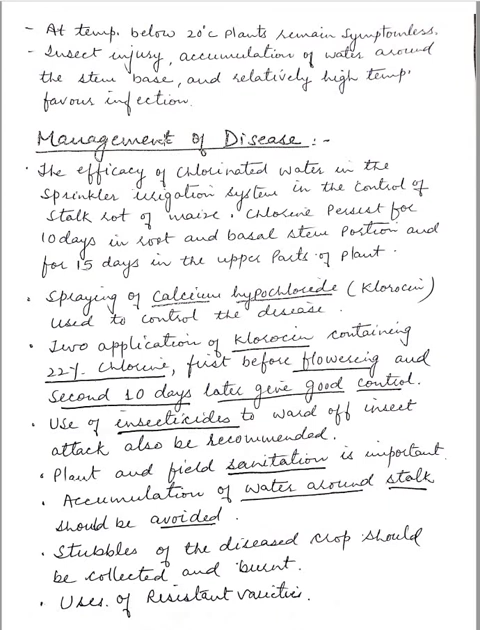 - At temp. below 20°c plants remain symptomless.
- Insect injury, accumulation of water around
the stem base, and relatively high temp.
favours infection.
Management of Disease :-
· The efficacy of chlorinated water in the
sprinkler irrigation system in the control of
stalk rot of maize. Chlorine Persist for
10 days in root and basal stem Portion and
for 15 days in the upper Parts of plant.
· Spraying of calcium hypochloride (Klorocin)
used to control the disease.
· Two application of klorocin containing
22% chlorine, first before flowering and
second 10 days later give good control.
· Use of insecticides to ward off insect
attack also be recommended.
· Plant and field sanitation is important
· Accumulation of water around stalk
should be avoided.
· Stubbles of the diseased crop should
be collected and burnt.
· Uses of Resistant varieties.